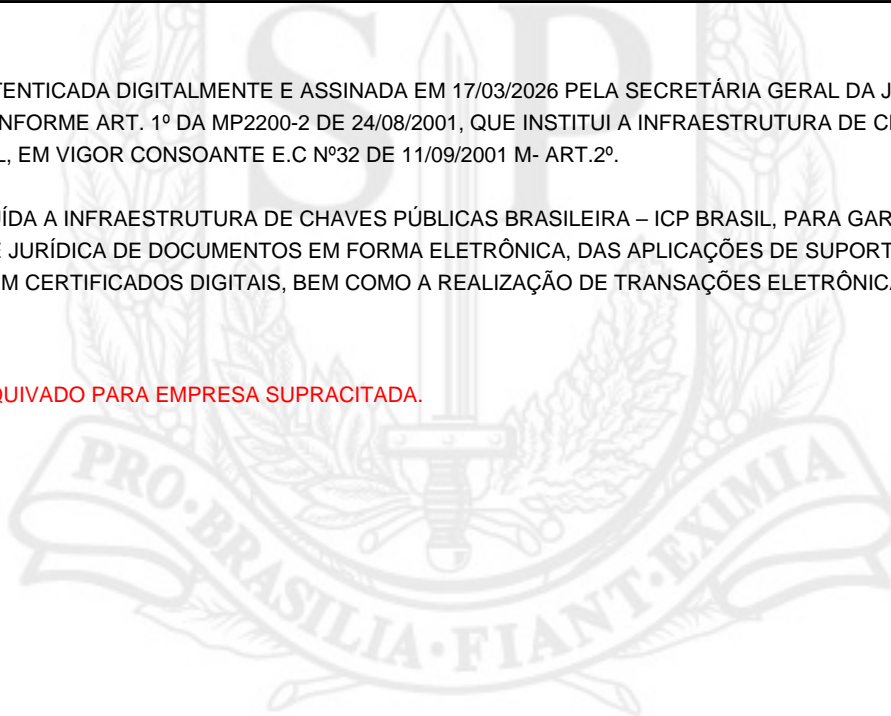 TENTICADA DIGITALMENTE E ASSINADA EM 17/03/2026 PELA SECRETÁRIA GERAL DA J
NFORME ART. 1º DA MP2200-2 DE 24/08/2001, QUE INSTITUI A INFRAESTRUTURA DE C
L, EM VIGOR CONSOANTE E.C Nº32 DE 11/09/2001 M- ART.2º.
ÍDA A INFRAESTRUTURA DE CHAVES PÚBLICAS BRASILEIRA – ICP BRASIL, PARA GAR
E JURÍDICA DE DOCUMENTOS EM FORMA ELETRÔNICA, DAS APLICAÇÕES DE SUPORT
M CERTIFICADOS DIGITAIS, BEM COMO A REALIZAÇÃO DE TRANSAÇÕES ELETRÔNICA
QUIVADO PARA EMPRESA SUPRACITADA.
SP
PRO·BRASILIA·FIANT·EXIMIA